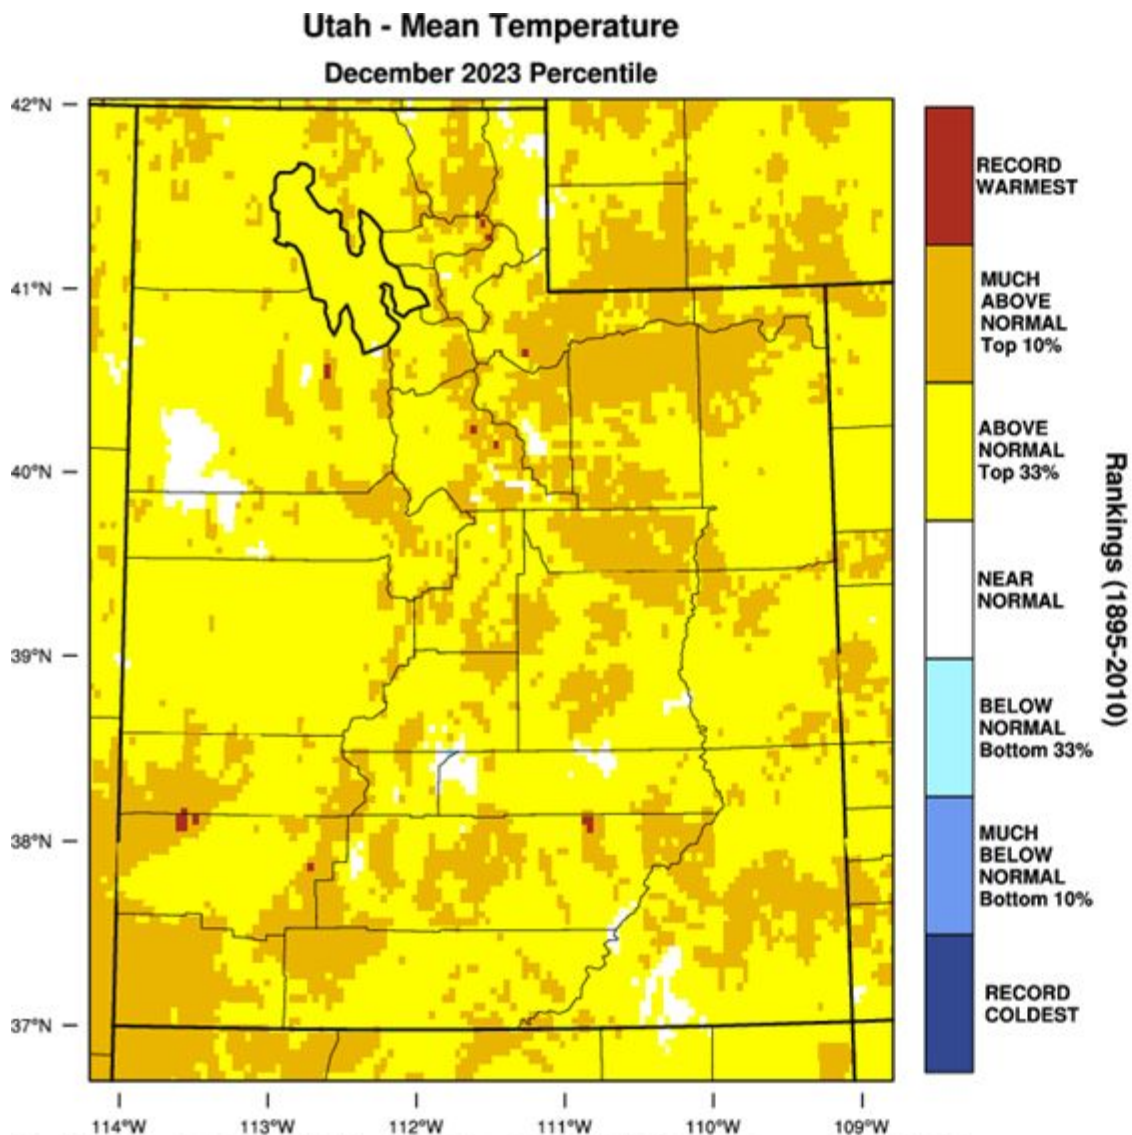 Utah - Mean Temperature
December 2023 Percentile
42°N
41°N
40°N
39°N
38°N
37°N
114°W
113°W
112°W
111°W
110°W
109°W
RECORD
WARMEST
MUCH
ABOVE
NORMAL
Top 10%
ABOVE
NORMAL
Top 33%
NEAR
NORMAL
BELOW
NORMAL
Bottom 33%
MUCH
BELOW
NORMAL
Bottom 10%
RECORD
COLDEST
Rankings (1895-2010)